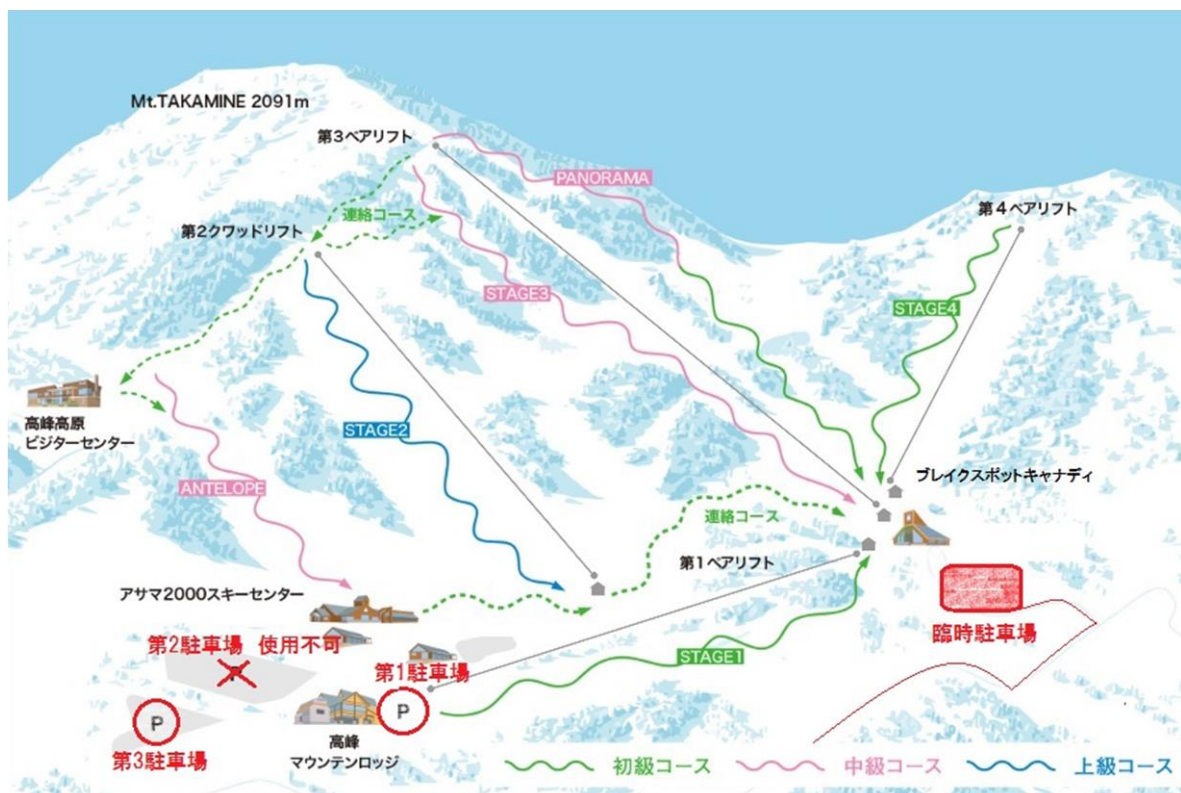 Mt.TAKAMINE 2091m
第3ペアリフト
PANORAMA
第4ペアリフト
連絡コース
第2クワッドリフト
STAGE3
STAGE4
高峰高原
ビジターセンター
STAGE2
ブレイクスポットキャナディ
ANTELOPE
連絡コース
第1ペアリフト
アサマ2000スキーセンター
臨時駐車場
第2駐車場 使用不可
P
STAGE1
第1駐車場
P
P
第3駐車場
高峰
マウンテンロッジ
初級コース
中級コース
上級コース